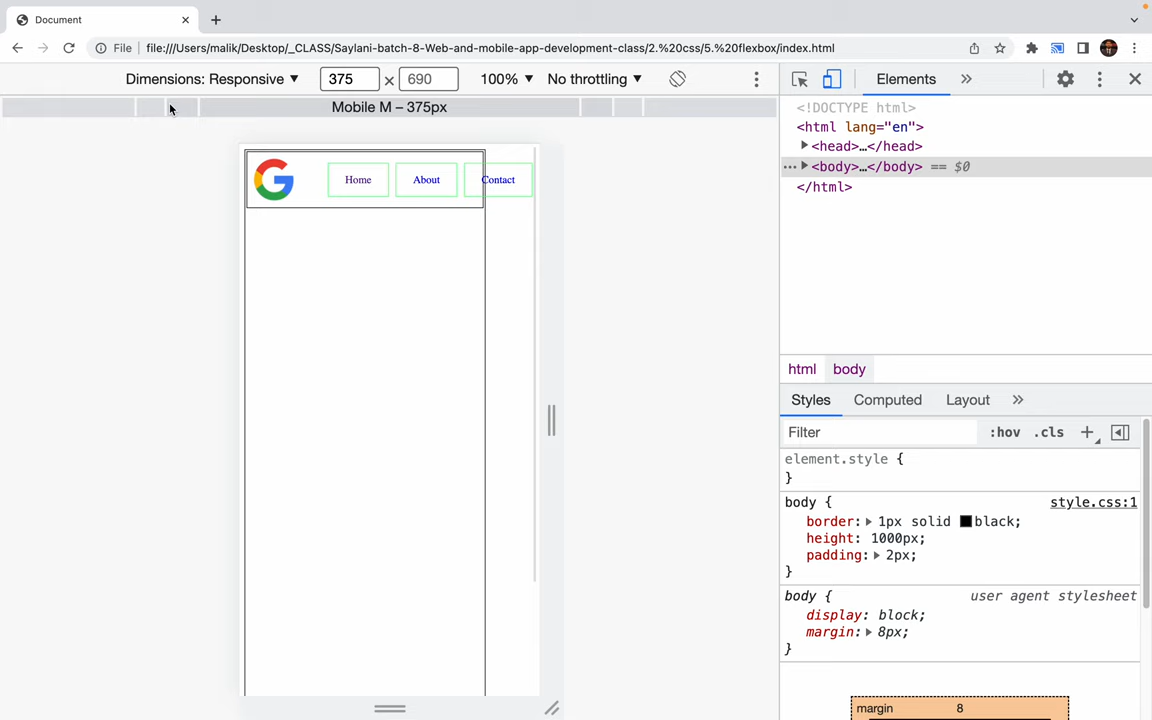 Document
File file:///Users/malik/Desktop/_CLASS/Saylani-batch-8-Web-and-mobile-app-development-class/2.%20css/5.%20flexbox/index.html
Dimensions: Responsive ▼ 375 × 690 100% ▼ No throttling ▼
Elements
Mobile M – 375px
<!DOCTYPE html>
<html lang="en">
<head>…</head>
<body>…</body> == $0
</html>
Home About Contact
html body
Styles Computed Layout
Filter :hov .cls
element.style {
}
body { style.css:1
border: 1px solid black;
height: 1000px;
padding: 2px;
}
body { user agent stylesheet
display: block;
margin: 8px;
}
margin 8